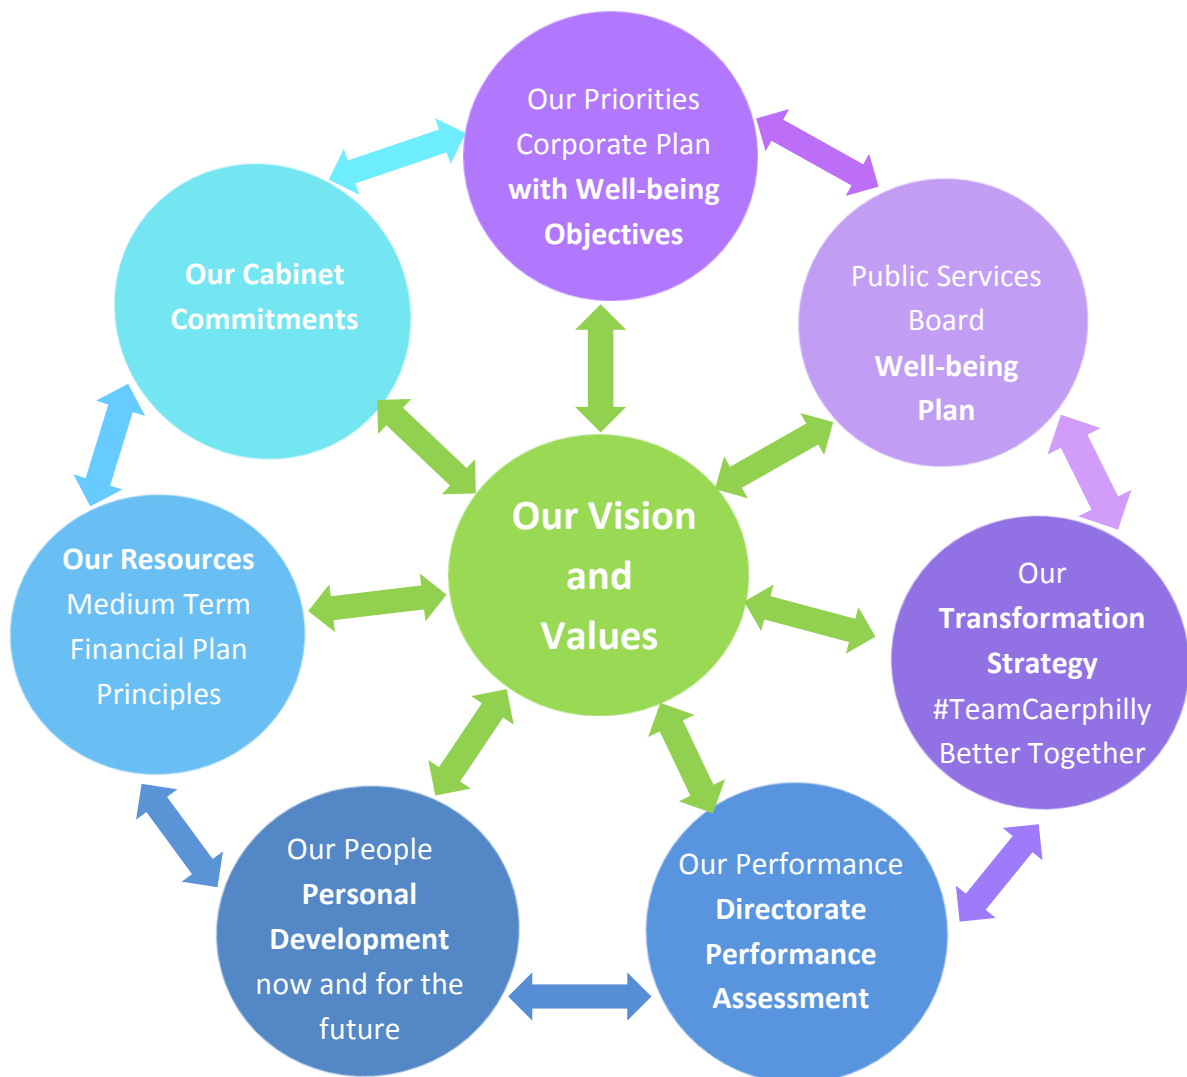 Our Priorities
Corporate Plan
with Well-being
Objectives
Public Services
Board
Well-being
Plan
Our
Transformation
Strategy
#TeamCaerphilly
Better Together
Our Performance
Directorate
Performance
Assessment
Our People
Personal
Development
now and for the
future
Our Resources
Medium Term
Financial Plan
Principles
Our Cabinet
Commitments
Our Vision
and
Values